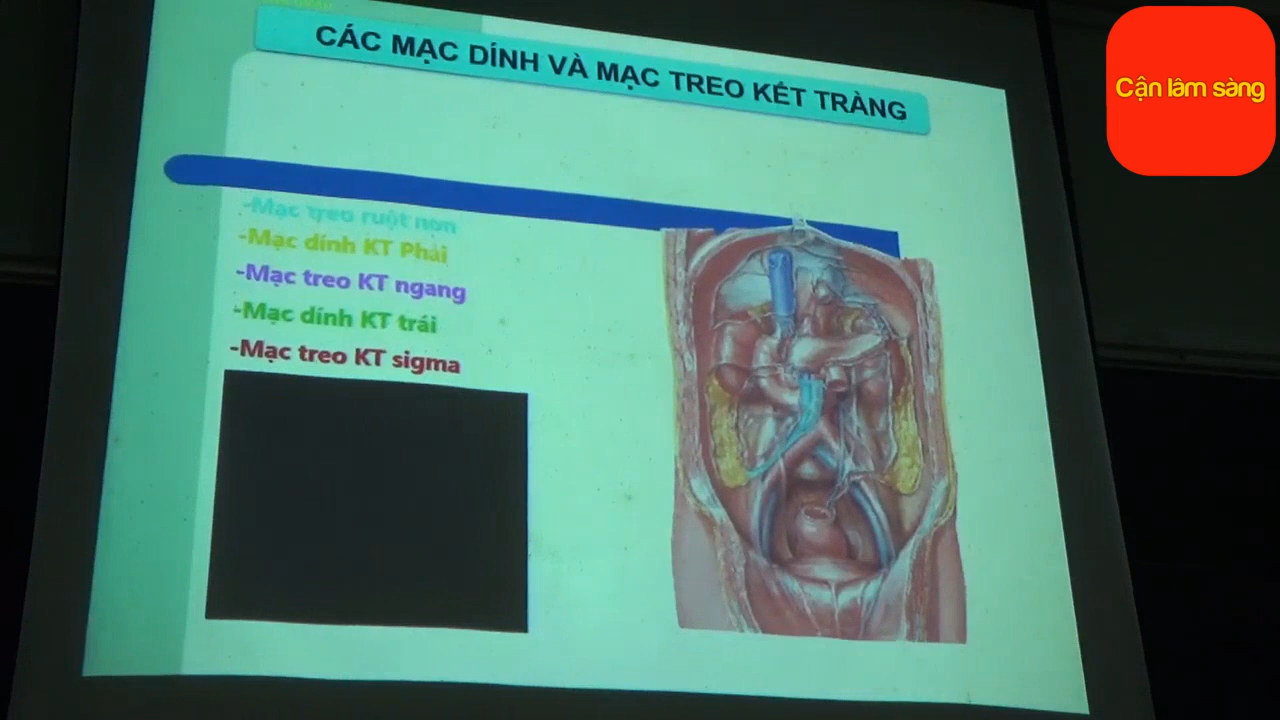 CÁC MẠC DÍNH VÀ MẠC TREO KẾT TRÀNG
Cận lâm sàng
-Mạc treo ruột non
-Mạc dính KT Phải
-Mạc treo KT ngang
-Mạc dính KT trái
-Mạc treo KT sigma